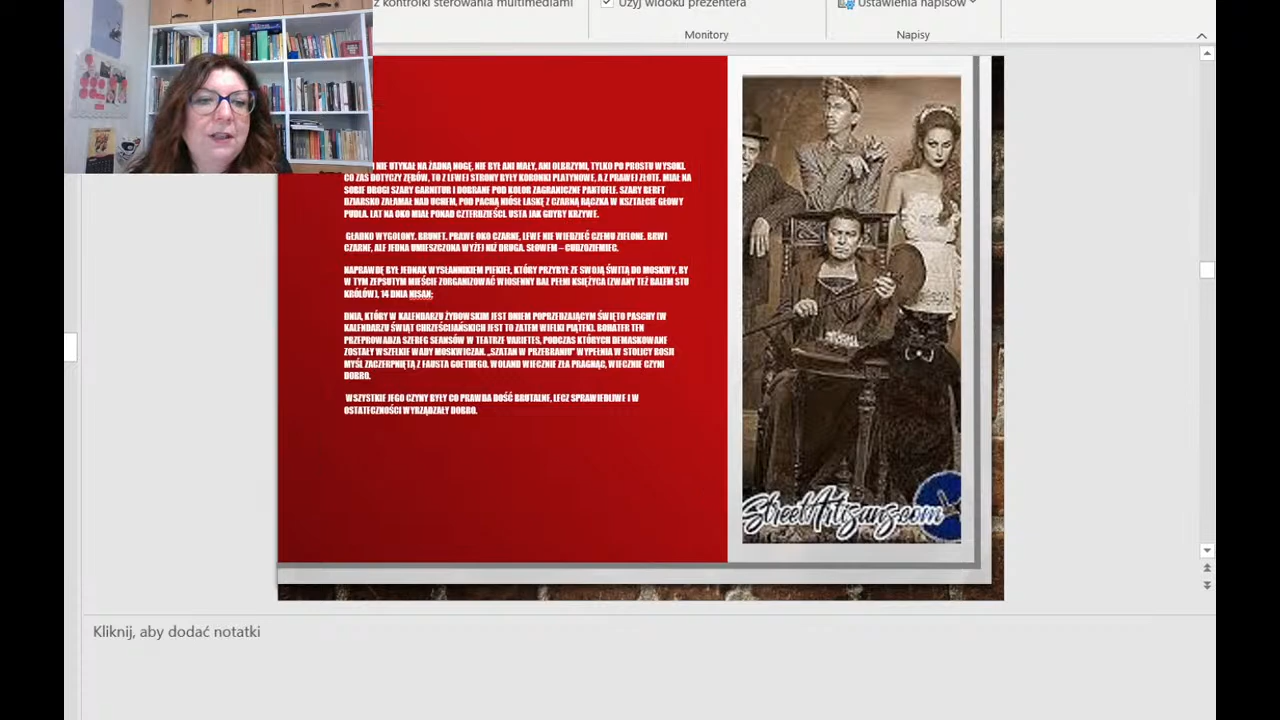 z kontrolki sterowania multimediami
Użyj widoku prezentera
Ustawienia napisów
Monitory
Napisy
NIE UTYKAŁ NA ŻADNĄ NOGĘ, NIE BYŁ ANI MAŁY, ANI OLBRZYMI, TYLKO PO PROSTU WYSOKI.
CO ZAŚ DOTYCZY ZĘBÓW, TO Z LEWEJ STRONY BYŁY KORONKI PLATYNOWE, A Z PRAWEJ ZŁOTE. MIAŁ NA
SOBIE DROGI SZARY GARNITUR I DOBRANE POD KOLOR ZAGRANICZNE PANTOFLE. SZARY BERET
DZIARSKO ZAŁAMAŁ NAD UCHEM, POD PACHĄ NIÓSŁ LASKĘ Z CZARNĄ RĄCZKĄ W KSZTAŁCIE GŁOWY
PUDLA. LAT NA OKO MIAŁ PONAD CZTERDZIEŚCI. USTA JAK GDYBY KRZYWE.
GŁADKO WYGOLONY. BRUNET. PRAWE OKO CZARNE, LEWE NIE WIEDZIEĆ CZEMU ZIELONE. BRWI
CZARNE, ALE JEDNA UMIESZCZONA WYŻEJ NIŻ DRUGA. SŁOWEM – CUDZOZIEMIEC.
NAPRAWDĘ BYŁ JEDNAK WYSŁANNIKIEM PIEKIEŁ, KTÓRY PRZYBYŁ ZE SWOJĄ ŚWITĄ DO MOSKWY, BY
W TYM ZEPSUTYM MIEŚCIE ZORGANIZOWAĆ WIOSENNY BAL PEŁNI KSIĘŻYCA (ZWANY TEŻ BALEM STU
KRÓLÓW), 14 DNIA NISAN;
DNIA, KTÓRY W KALENDARZU ŻYDOWSKIM JEST DNIEM POPRZEDZAJĄCYM ŚWIĘTO PASCHY (W
KALENDARZU ŚWIĄT CHRZEŚCIJAŃSKICH JEST TO ZATEM WIELKI PIĄTEK). BOHATER TEN
PRZEPROWADZA SZEREG SEANSÓW W TEATRZE VARIETES, PODCZAS KTÓRYCH DEMASKOWANE
ZOSTAŁY WSZELKIE WADY MOSKWICZAN. „SZATAN W PRZEBRANIU" WYPEŁNIA W STOLICY ROSJI
MYŚL ZACZERPNIĘTĄ Z FAUSTA GOETHEGO. WOLAND WIECZNIE ZŁA PRAGNĄC, WIECZNIE CZYNI
DOBRO.
WSZYSTKIE JEGO CZYNY BYŁY CO PRAWDA DOŚĆ BRUTALNE, LECZ SPRAWIEDLIWE I W
OSTATECZNOŚCI WYRZĄDZAŁY DOBRO.
StreetArtisans.com
Kliknij, aby dodać notatki